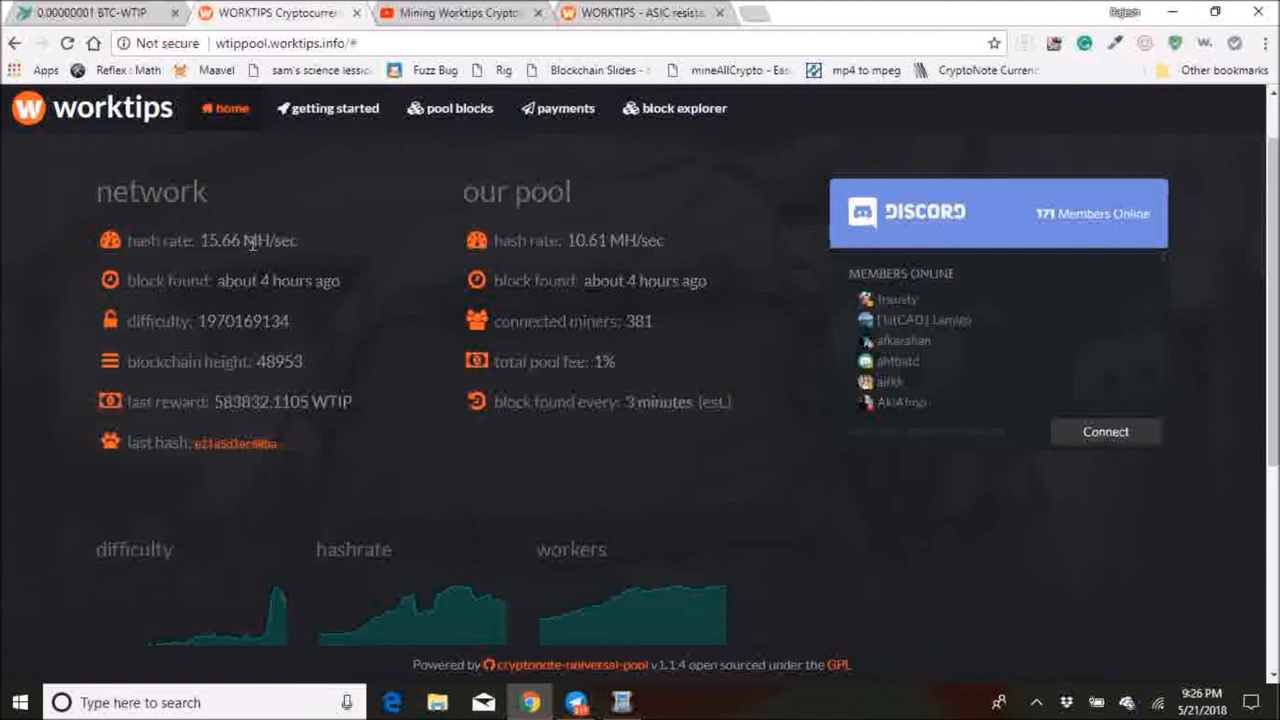 0.00000001 BTC-WTIP
WORKTIPS Cryptocurre
Mining Worktips Crypto
WORKTIPS - ASIC resista
Rajesh
Not secure | wtippool.worktips.info/#
Apps Reflex : Math Maavel sam's science lessi Fuzz Bug Rig Blockchain Slides - mineAllCrypto - Eas mp4 to mpeg CryptoNote Currenc Other bookmarks
worktips home getting started pool blocks payments block explorer
network
hash rate: 15.66 MH/sec
block found: about 4 hours ago
difficulty: 1970169134
blockchain height: 48953
last reward: 583832.1105 WTIP
last hash:
our pool
hash rate: 10.61 MH/sec
block found: about 4 hours ago
connected miners: 381
total pool fee: 1%
block found every: 3 minutes (est.)
DISCORD 171 Members Online
MEMBERS ONLINE
afkarafian
airkk
Connect
difficulty hashrate workers
Powered by cryptonote-universal-pool v1.1.4 open sourced under the GPL
Type here to search
9:26 PM
5/21/2018